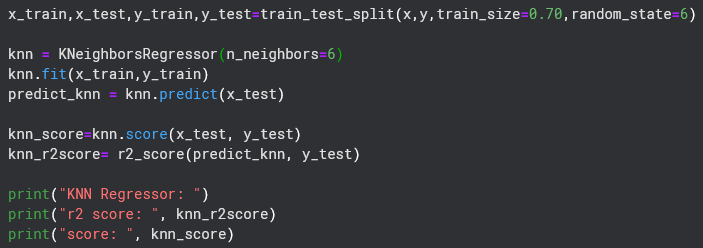 x_train,x_test,y_train,y_test=train_test_split(x,y,train_size=0.70,random_state=6)
knn = KNeighborsRegressor(n_neighbors=6)
knn.fit(x_train,y_train)
predict_knn = knn.predict(x_test)
knn_score=knn.score(x_test, y_test)
knn_r2score= r2_score(predict_knn, y_test)
print("KNN Regressor: ")
print("r2 score: ", knn_r2score)
print("score: ", knn_score)